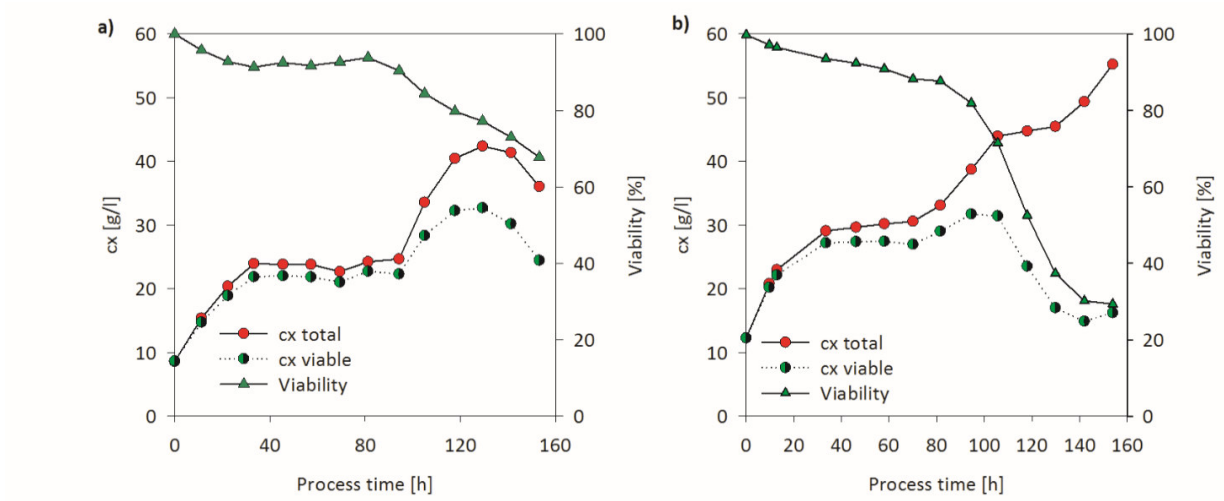 a)
60
50
40
30
20
10
0
cx [g/l]
100
80
60
40
20
0
Viability [%]
cx total
cx viable
Viability
0 40 80 120 160
Process time [h]
b)
60
50
40
30
20
10
0
cx [g/l]
100
80
60
40
20
0
Viability [%]
cx total
cx viable
Viability
0 20 40 60 80 100 120 140 160
Process time [h]